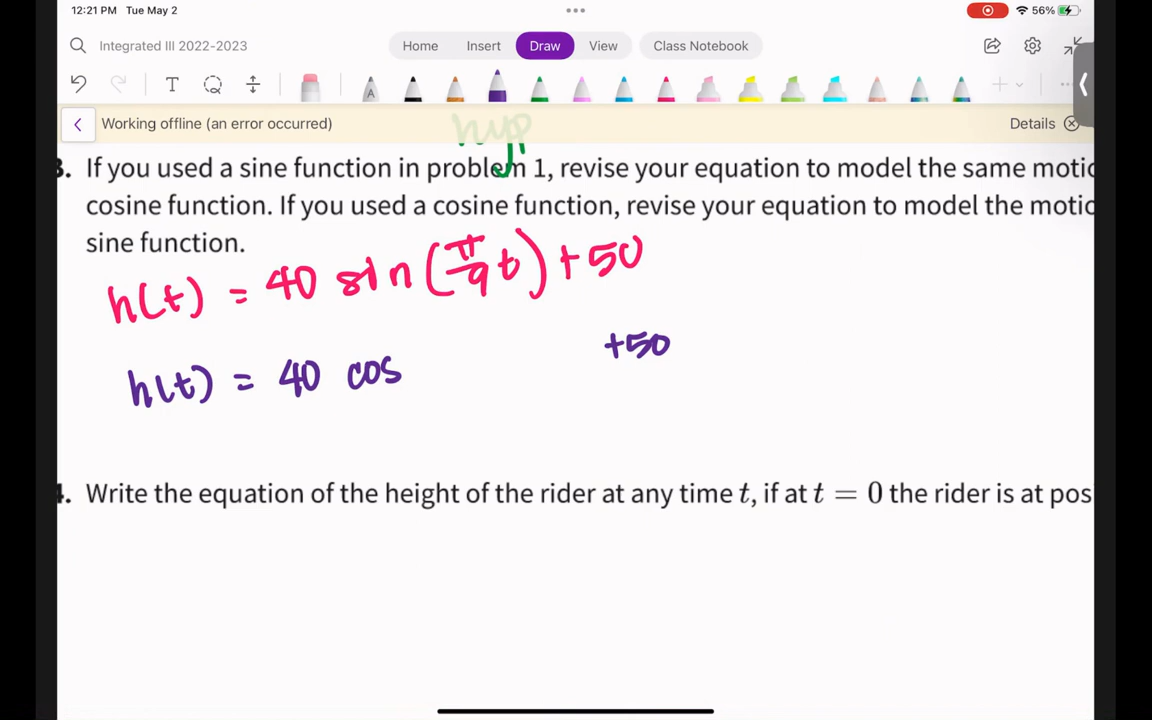 12:21 PM Tue May 2
56%
Integrated III 2022-2023
Home Insert Draw View Class Notebook
T
A
Working offline (an error occurred)
Details
hyp
3. If you used a sine function in problem 1, revise your equation to model the same motio
cosine function. If you used a cosine function, revise your equation to model the motio
sine function.
h(t) = 40 sin(π/9 t) + 50
h(t) = 40 cos +50
4. Write the equation of the height of the rider at any time t, if at t = 0 the rider is at pos